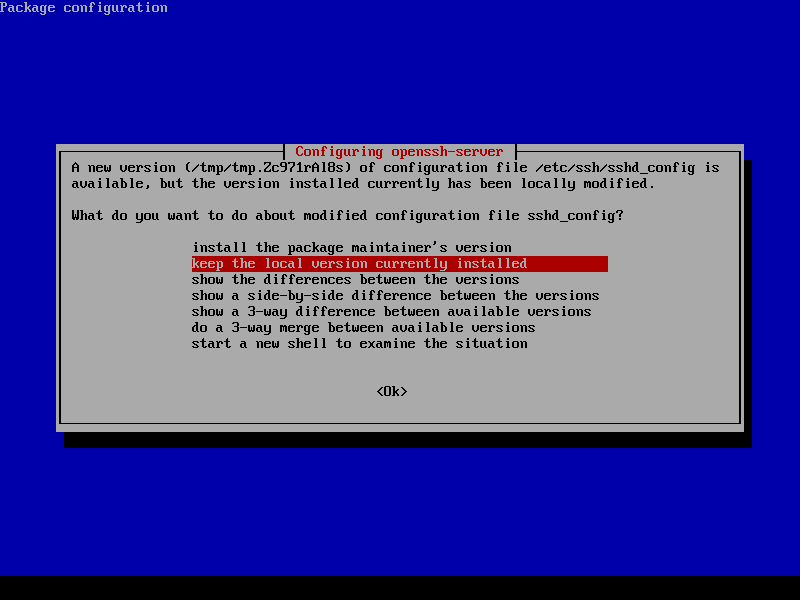 Package configuration
Configuring openssh-server
A new version (/tmp/tmp.Zc971rAl8s) of configuration file /etc/ssh/sshd_config is
available, but the version installed currently has been locally modified.
What do you want to do about modified configuration file sshd_config?
install the package maintainer's version
keep the local version currently installed
show the differences between the versions
show a side-by-side difference between the versions
show a 3-way difference between available versions
do a 3-way merge between available versions
start a new shell to examine the situation
<Ok>